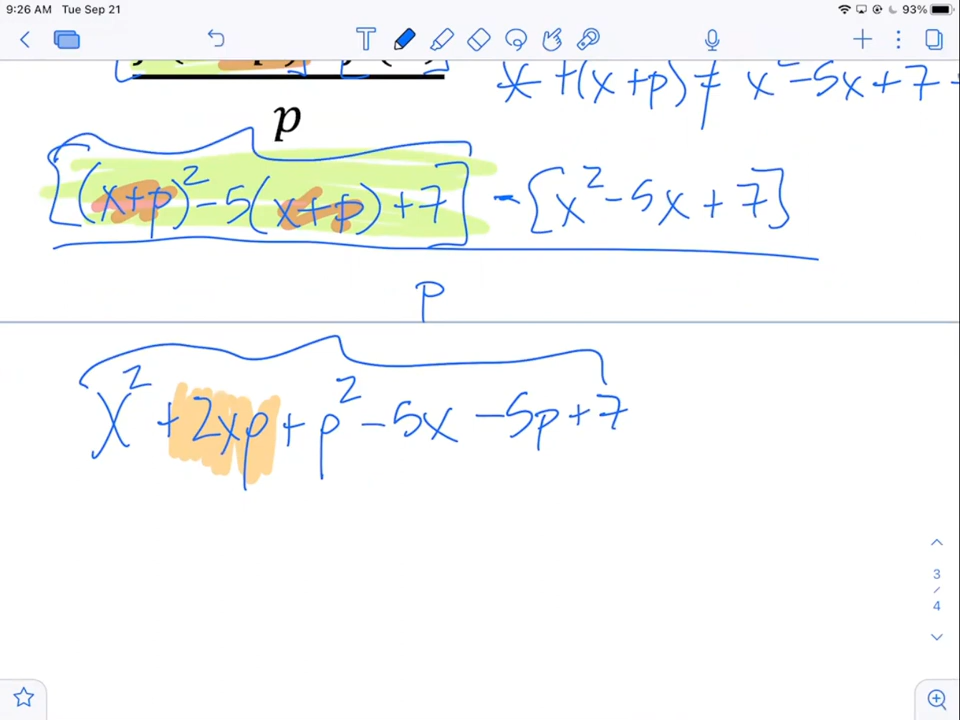 9:26 AM Tue Sep 21 93%
T
x + (x + p) ≠ x² - 5x + 7
p
[(x+p)² - 5(x+p) + 7] - [x² - 5x + 7]
p
x² + 2xp + p² - 5x - 5p + 7
3
/
4